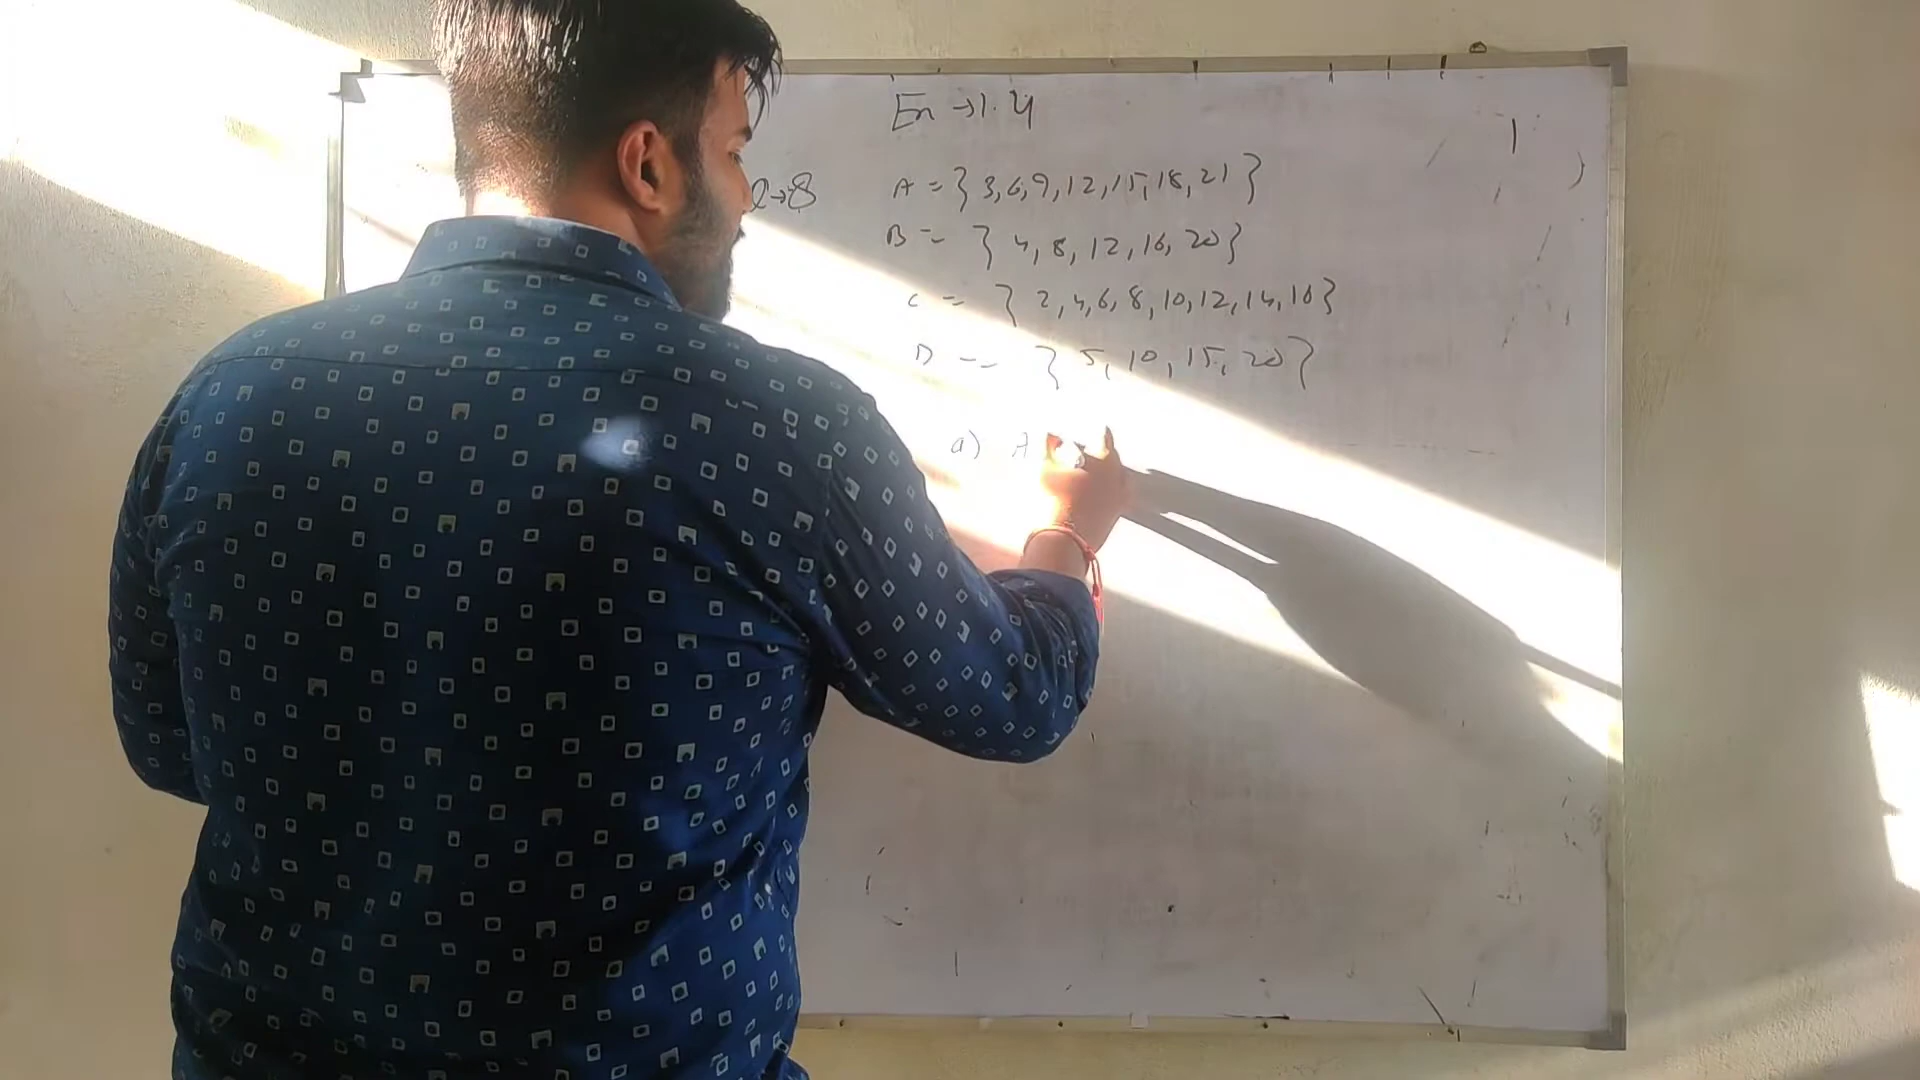 Ex → 1.4
Q→8 A = { 3, 6, 9, 12, 15, 18, 21 }
B = { 4, 8, 12, 16, 20 }
C = { 2, 4, 6, 8, 10, 12, 14, 16 }
D = { 5, 10, 15, 20 }
a) A